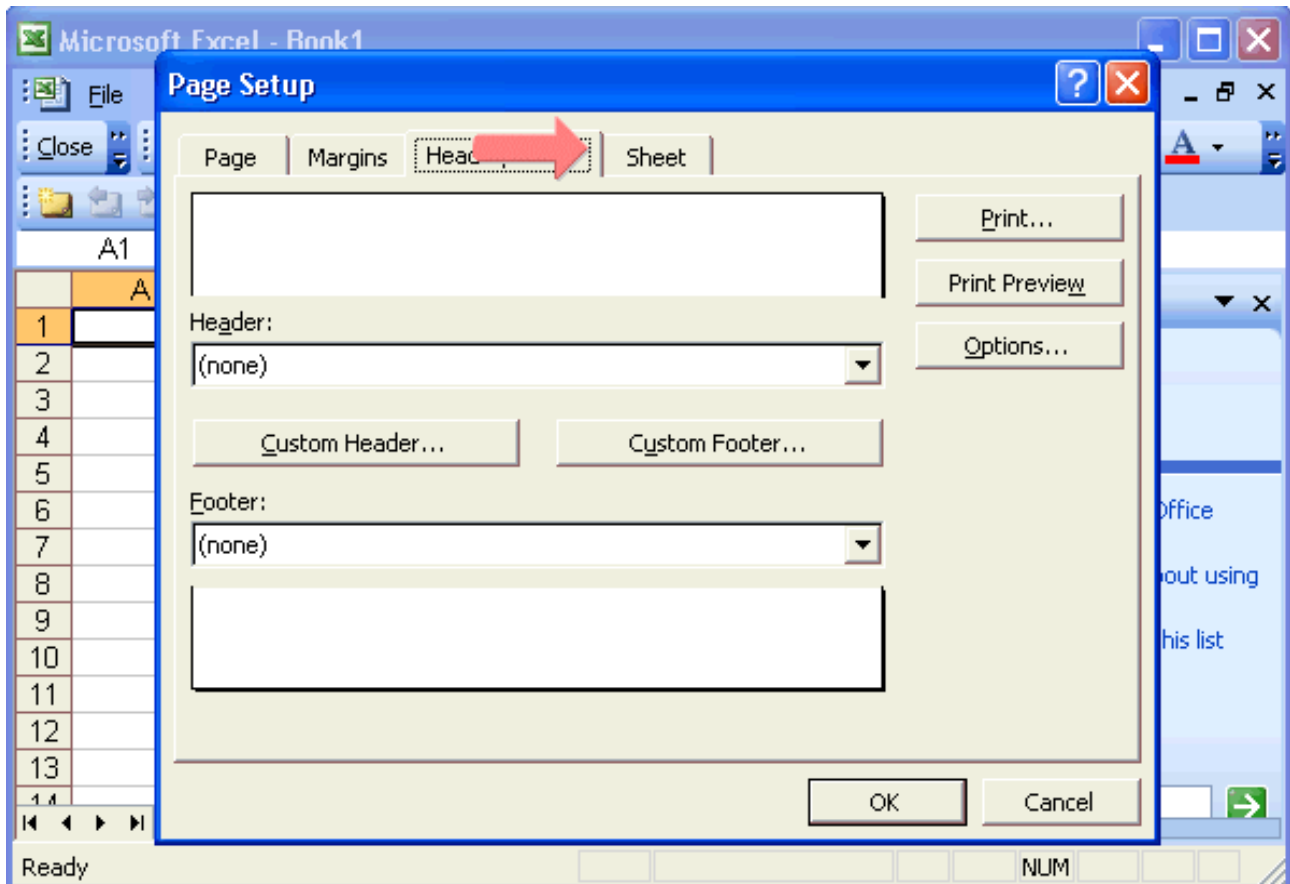 Microsoft Excel - Book1
Page Setup
File
Close
A
Page
Margins
Sheet
A1
A
1
2
3
4
5
6
7
8
9
10
11
12
13
14
Print...
Print Preview
Options...
Header:
(none)
Custom Header...
Custom Footer...
Footer:
(none)
Office
out using
his list
OK
Cancel
Ready
NUM